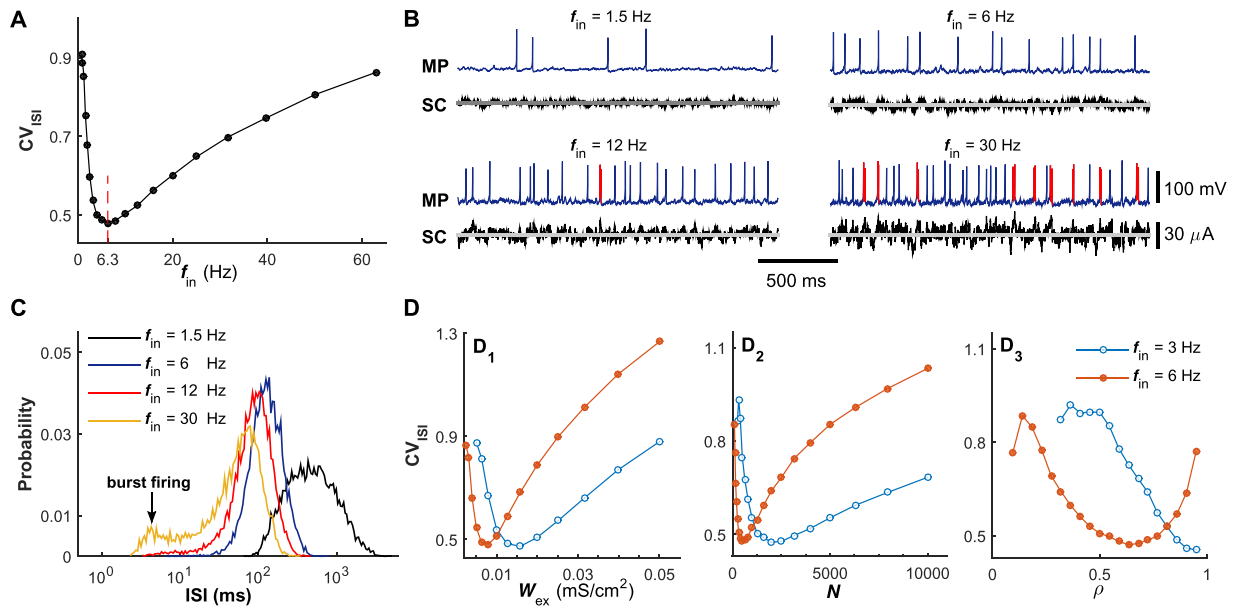 A
CV_ISI
0.9
0.7
0.5
0
6.3
20
40
60
f_in (Hz)
B
f_in = 1.5 Hz
f_in = 6 Hz
MP
SC
f_in = 12 Hz
f_in = 30 Hz
MP
SC
100 mV
30 μA
500 ms
C
f_in = 1.5 Hz
f_in = 6 Hz
f_in = 12 Hz
f_in = 30 Hz
burst firing
Probability
0.05
0.03
0.01
0
10^0
10^1
10^2
10^3
ISI (ms)
D
D_1
CV_ISI
1.3
0.9
0.5
0.01
0.03
0.05
W_ex (mS/cm^2)
D_2
1.1
0.8
0.5
0
5000
10000
N
D_3
f_in = 3 Hz
f_in = 6 Hz
1.1
0.8
0.5
0
0.5
1
ρ